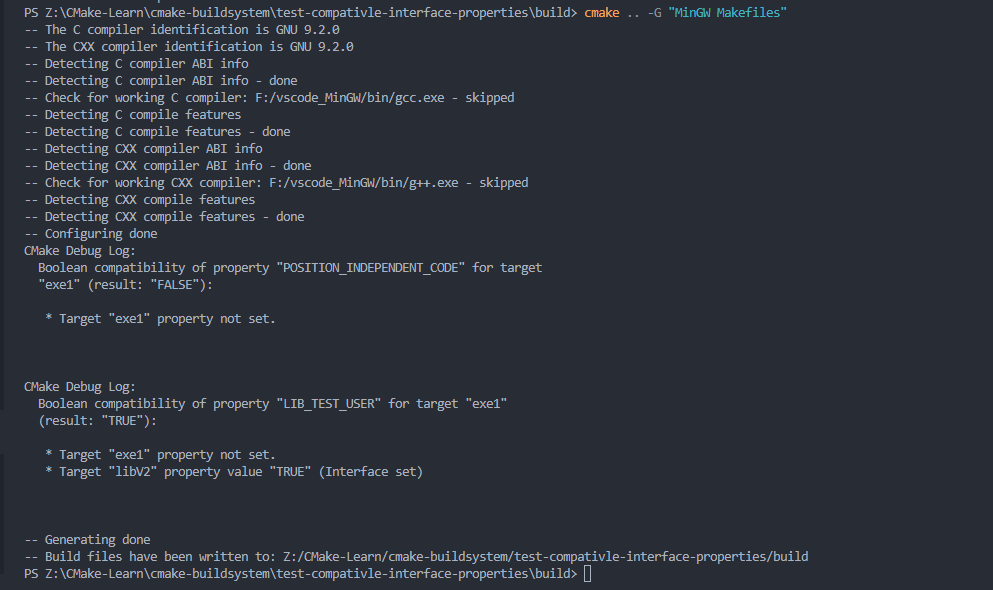 PS Z:\CMake-Learn\cmake-buildsystem\test-compativle-interface-properties\build> cmake .. -G "MinGW Makefiles"
-- The C compiler identification is GNU 9.2.0
-- The CXX compiler identification is GNU 9.2.0
-- Detecting C compiler ABI info
-- Detecting C compiler ABI info - done
-- Check for working C compiler: F:/vscode_MinGW/bin/gcc.exe - skipped
-- Detecting C compile features
-- Detecting C compile features - done
-- Detecting CXX compiler ABI info
-- Detecting CXX compiler ABI info - done
-- Check for working CXX compiler: F:/vscode_MinGW/bin/g++.exe - skipped
-- Detecting CXX compile features
-- Detecting CXX compile features - done
-- Configuring done
CMake Debug Log:
  Boolean compatibility of property "POSITION_INDEPENDENT_CODE" for target
  "exe1" (result: "FALSE"):

   * Target "exe1" property not set.

CMake Debug Log:
  Boolean compatibility of property "LIB_TEST_USER" for target "exe1"
  (result: "TRUE"):

   * Target "exe1" property not set.
   * Target "libV2" property value "TRUE" (Interface set)

-- Generating done
-- Build files have been written to: Z:/CMake-Learn/cmake-buildsystem/test-compativle-interface-properties/build
PS Z:\CMake-Learn\cmake-buildsystem\test-compativle-interface-properties\build>